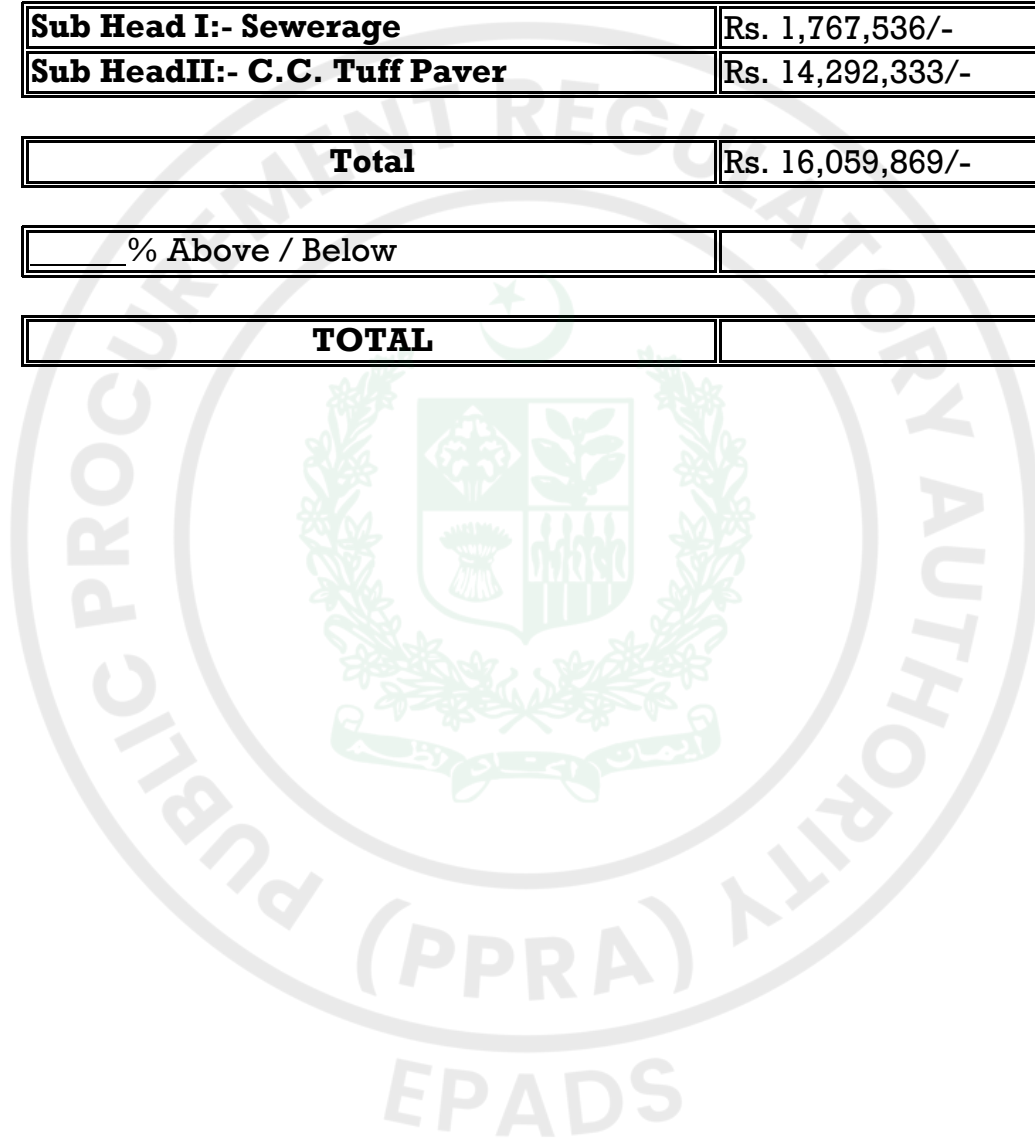 Sub Head I:- Sewerage Rs. 1,767,536/-
Sub HeadII:- C.C. Tuff Paver Rs. 14,292,333/-
Total Rs. 16,059,869/-
______% Above / Below
TOTAL
PUBLIC PROCUREMENT REGULATORY AUTHORITY
(PPRA)
EPADS